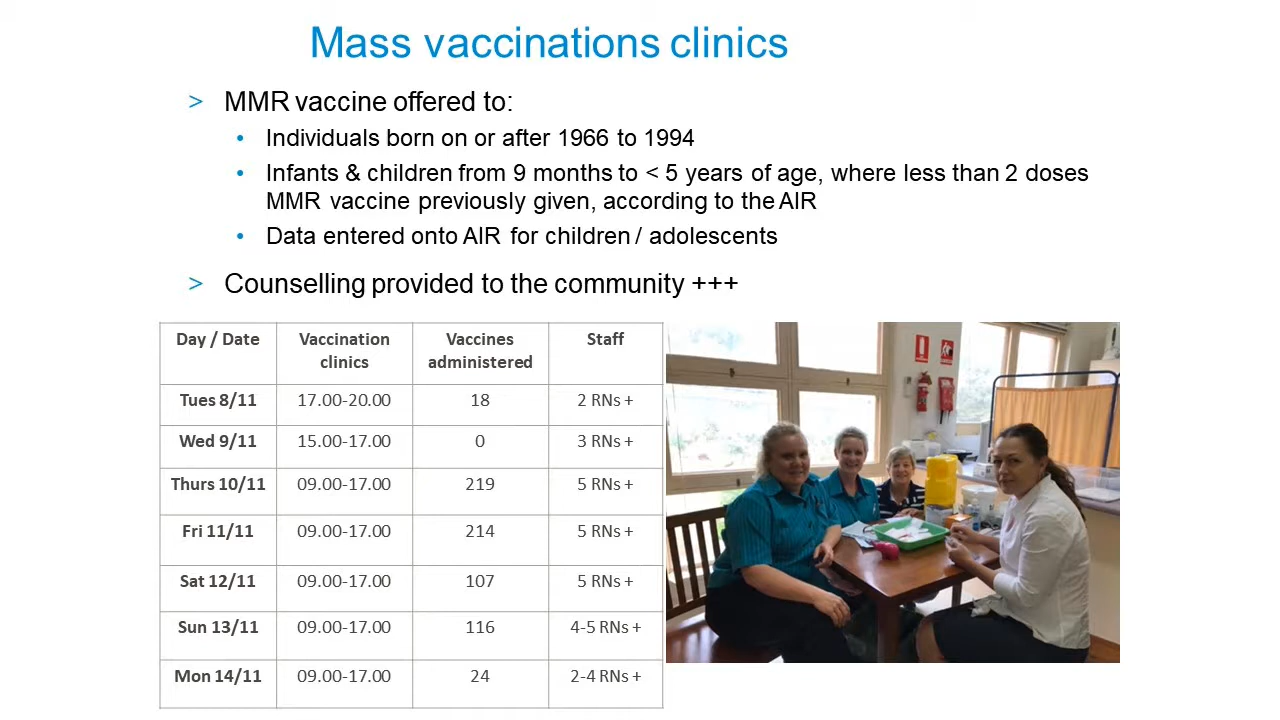 Mass vaccinations clinics
> MMR vaccine offered to:
• Individuals born on or after 1966 to 1994
• Infants & children from 9 months to < 5 years of age, where less than 2 doses
MMR vaccine previously given, according to the AIR
• Data entered onto AIR for children / adolescents
> Counselling provided to the community +++
Day / Date Vaccination clinics Vaccines administered Staff
Tues 8/11 17.00-20.00 18 2 RNs +
Wed 9/11 15.00-17.00 0 3 RNs +
Thurs 10/11 09.00-17.00 219 5 RNs +
Fri 11/11 09.00-17.00 214 5 RNs +
Sat 12/11 09.00-17.00 107 5 RNs +
Sun 13/11 09.00-17.00 116 4-5 RNs +
Mon 14/11 09.00-17.00 24 2-4 RNs +